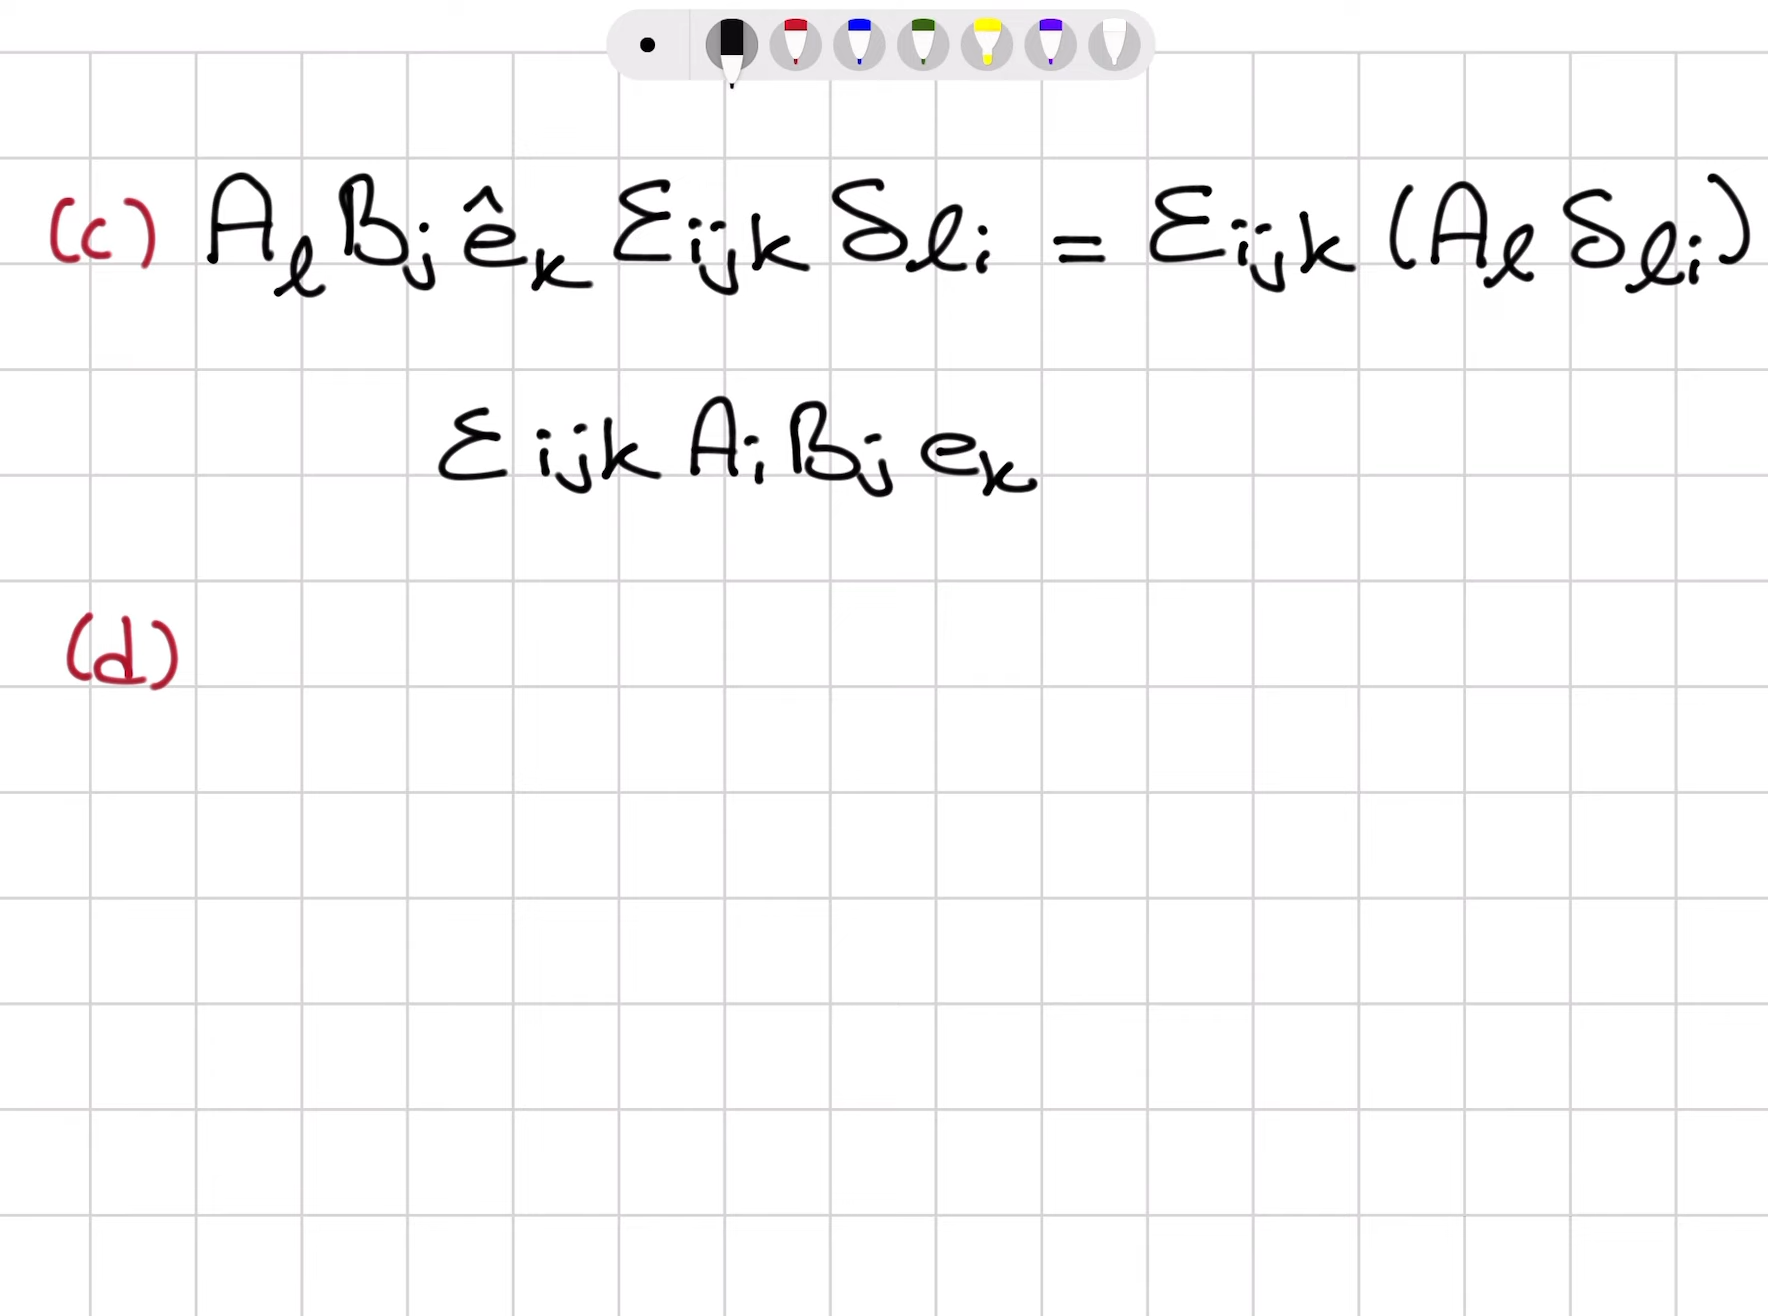 (c) A_l B_j ê_k ε_ijk δ_li = ε_ijk (A_l δ_li)
ε_ijk A_i B_j e_k
(d)